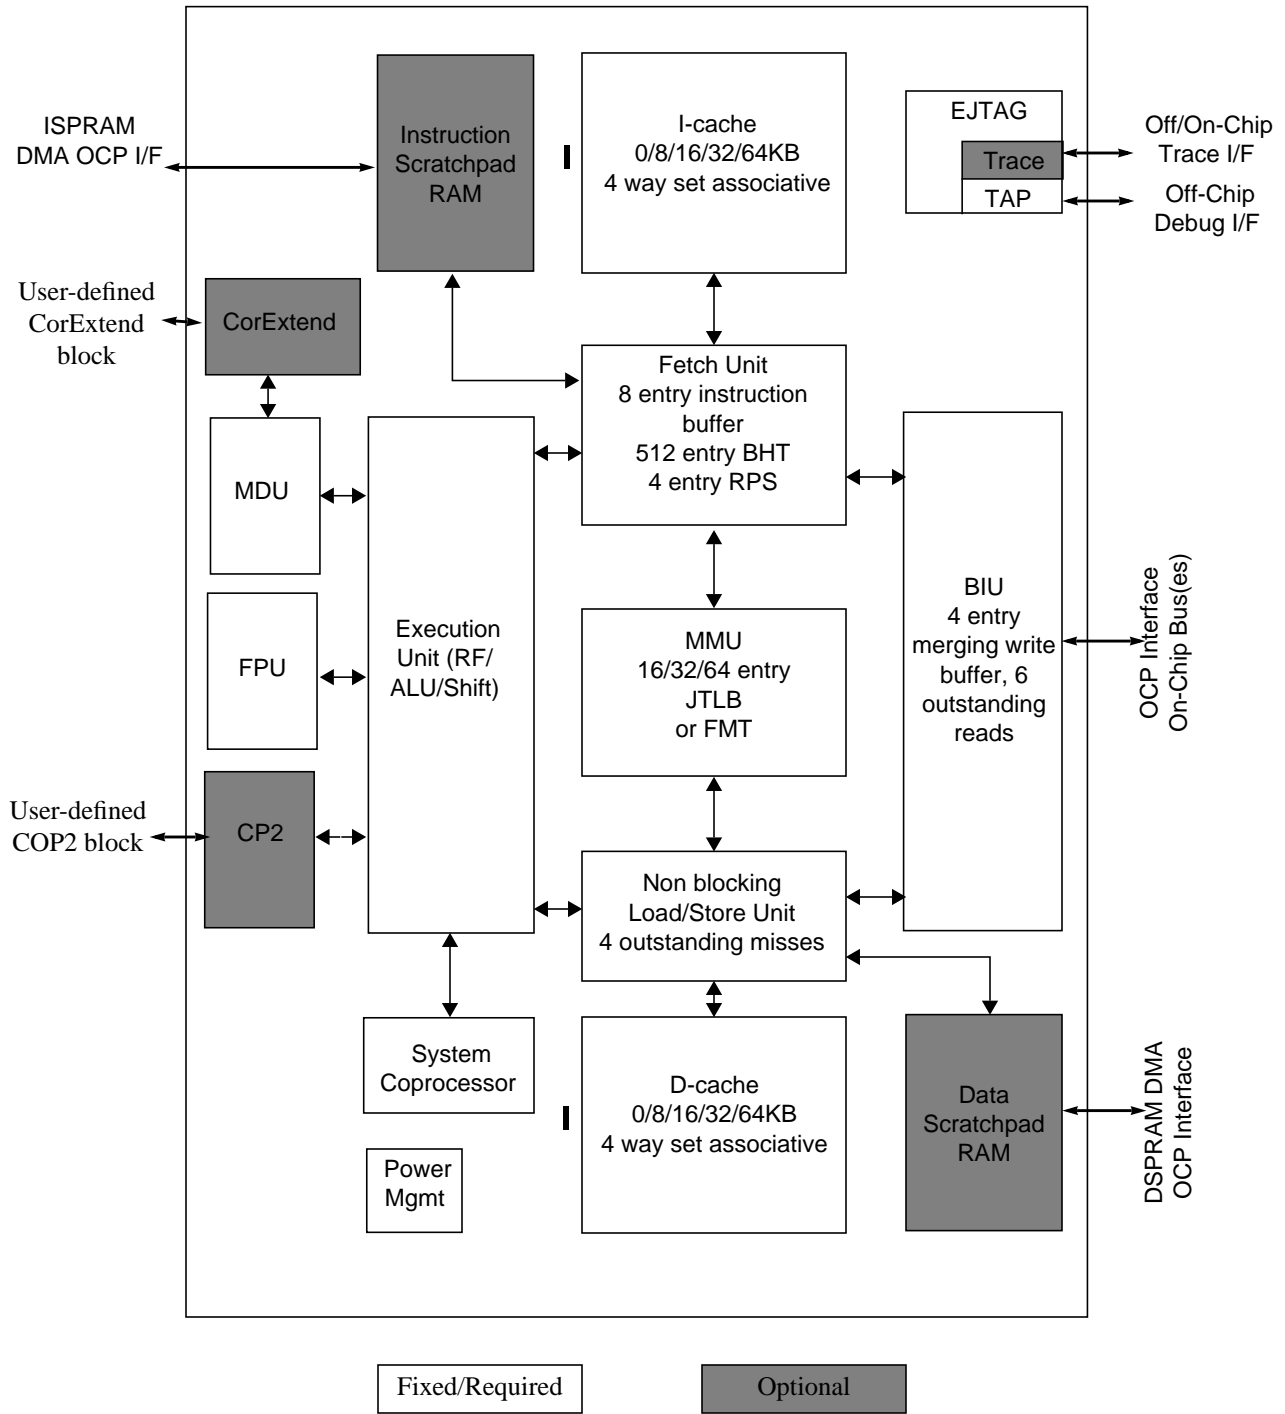 ISPRAM
DMA OCP I/F
Instruction
Scratchpad
RAM
I-cache
0/8/16/32/64KB
4 way set associative
EJTAG
Trace
TAP
Off/On-Chip
Trace I/F
Off-Chip
Debug I/F
User-defined
CorExtend
block
CorExtend
Fetch Unit
8 entry instruction
buffer
512 entry BHT
4 entry RPS
MDU
FPU
Execution
Unit (RF/
ALU/Shift)
MMU
16/32/64 entry
JTLB
or FMT
BIU
4 entry
merging write
buffer, 6
outstanding
reads
OCP Interface
On-Chip Bus(es)
User-defined
COP2 block
CP2
Non blocking
Load/Store Unit
4 outstanding misses
System
Coprocessor
D-cache
0/8/16/32/64KB
4 way set associative
Data
Scratchpad
RAM
DSPRAM DMA
OCP Interface
Power
Mgmt
Fixed/Required
Optional